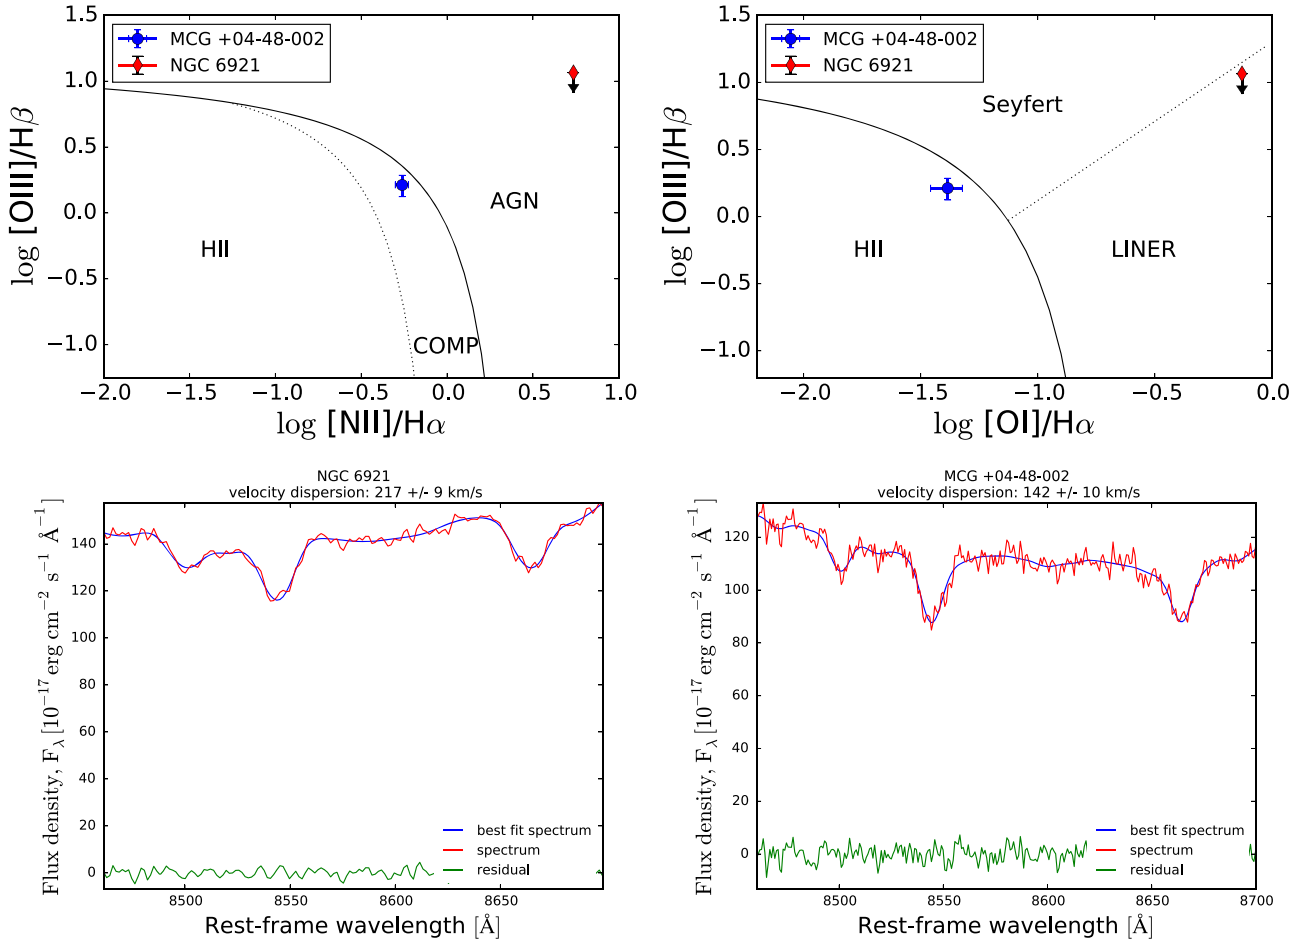 MCG +04-48-002
NGC 6921
HII
AGN
COMP
1.5
1.0
0.5
0.0
−0.5
−1.0
−2.0 −1.5 −1.0 −0.5 0.0 0.5 1.0
log [OIII]/Hβ
log [NII]/Hα
MCG +04-48-002
NGC 6921
Seyfert
HII
LINER
1.5
1.0
0.5
0.0
−0.5
−1.0
−2.0 −1.5 −1.0 −0.5 0.0
log [OIII]/Hβ
log [OI]/Hα
NGC 6921
velocity dispersion: 217 +/- 9 km/s
140
120
100
80
60
40
20
0
8500 8550 8600 8650
Flux density, F_λ [10^−17 erg cm^−2 s^−1 Å^−1]
best fit spectrum
spectrum
residual
Rest-frame wavelength [Å]
MCG +04-48-002
velocity dispersion: 142 +/- 10 km/s
120
100
80
60
40
20
0
8500 8550 8600 8650 8700
Flux density, F_λ [10^−17 erg cm^−2 s^−1 Å^−1]
best fit spectrum
spectrum
residual
Rest-frame wavelength [Å]